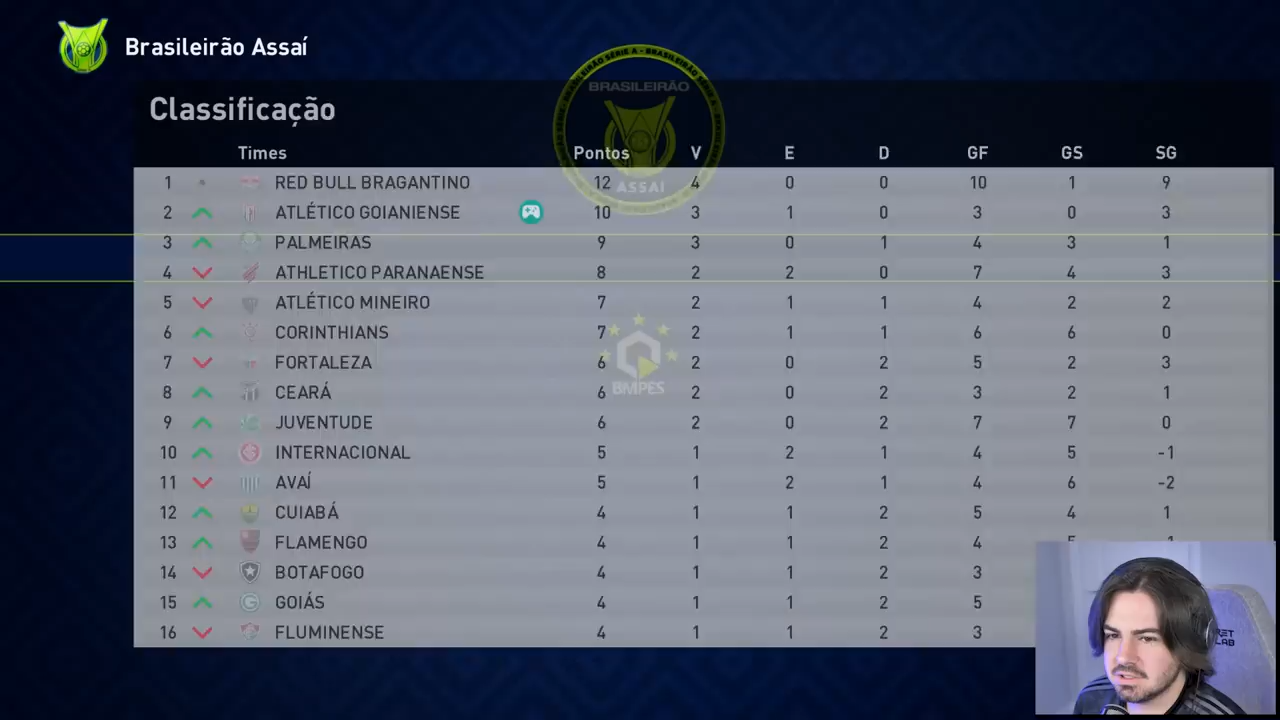 Brasileirão Assaí
BRASILEIRÃO SÉRIE A
BRASILEIRÃO
ASSAÍ
Classificação
Times Pontos V E D GF GS SG
1 RED BULL BRAGANTINO 12 4 0 0 10 1 9
2 ATLÉTICO GOIANIENSE 10 3 1 0 3 0 3
3 PALMEIRAS 9 3 0 1 4 3 1
4 ATHLETICO PARANAENSE 8 2 2 0 7 4 3
5 ATLÉTICO MINEIRO 7 2 1 1 4 2 2
6 CORINTHIANS 7 2 1 1 6 6 0
7 FORTALEZA 6 2 0 2 5 2 3
BMPES
8 CEARÁ 6 2 0 2 3 2 1
9 JUVENTUDE 6 2 0 2 7 7 0
10 INTERNACIONAL 5 1 2 1 4 5 -1
11 AVAÍ 5 1 2 1 4 6 -2
12 CUIABÁ 4 1 1 2 5 4 1
13 FLAMENGO 4 1 1 2 4
14 BOTAFOGO 4 1 1 2 3
15 GOIÁS 4 1 1 2 5
16 FLUMINENSE 4 1 1 2 3